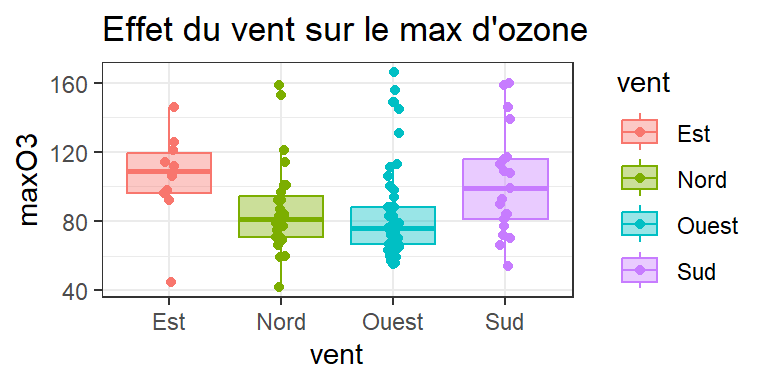 Effet du vent sur le max d'ozone
maxO3
160
120
80
40
Est
Nord
Ouest
Sud
vent
vent
Est
Nord
Ouest
Sud